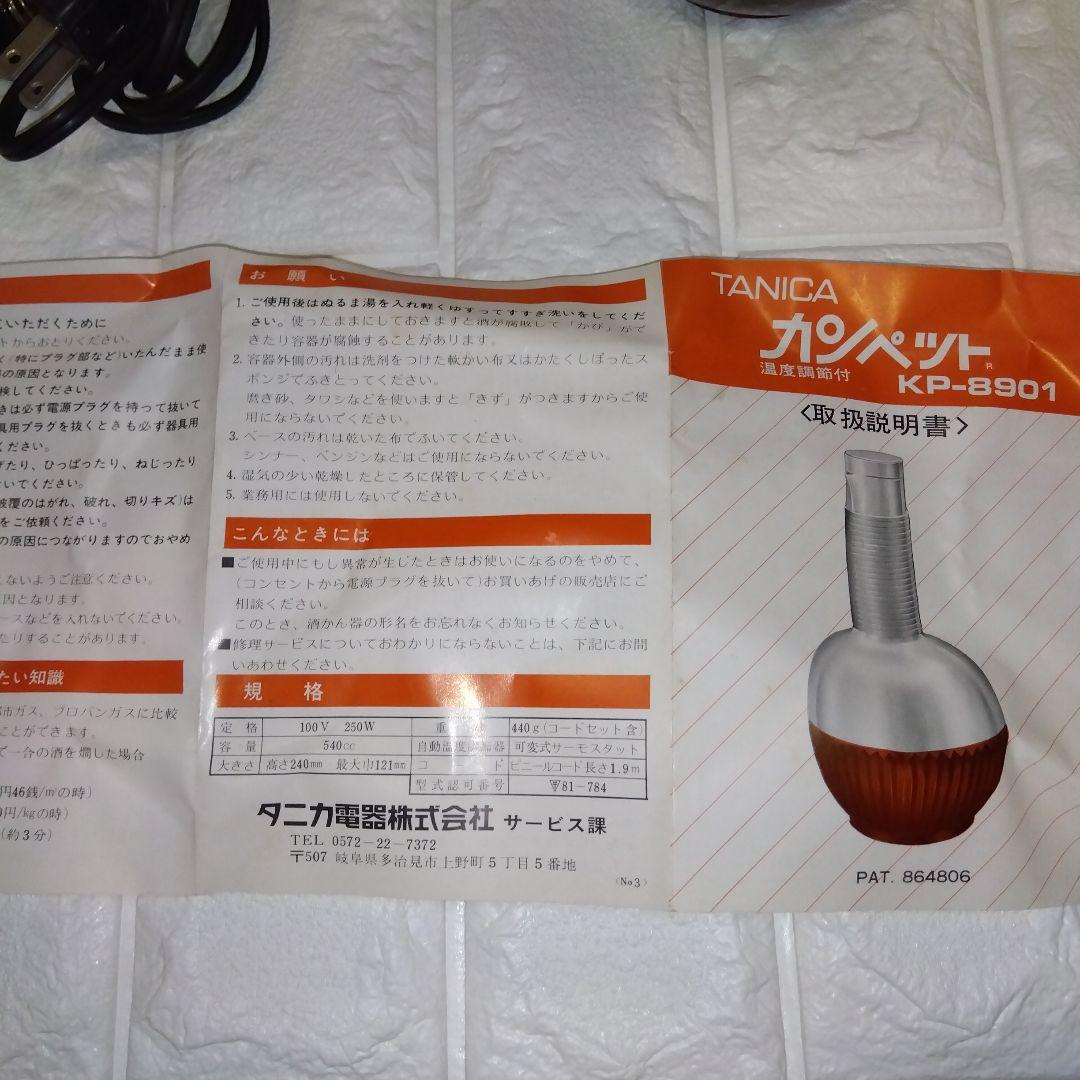 ていただくために
トからおとりください。
く(特にプラグ部など)いたんだまま使
の原因となります。
検してください。
きは必ず電源プラグを持って抜いて
具用プラグを抜くときも必ず器具用
ください。
げたり、ひっぱったり、ねじったり
いでください。
被覆のはがれ、破れ、切りキズ)は
をご依頼ください。
の原因につながりますのでおやめ
ないようご注意ください。
因となります。
ースなどを入れないでください。
たりすることがあります。
たい知識
都市ガス、プロパンガスに比較
ことができます。
で一合の酒を燗した場合
円46銭/㎥の時)
円/kgの時)
(約3分)
お願い
1. ご使用後はぬるま湯を入れ軽くゆすってすすぎ洗いをしてくだ
さい。使ったままにしておきますと酒が腐敗して「かび」がで
きたり容器が腐蝕することがあります。
2. 容器外側の汚れは洗剤をつけた軟かい布又はかたくしぼったス
ポンジでふきとってください。
磨き砂、タワシなどを使いますと「きず」がつきますからご使
用にならないでください。
3. ベースの汚れは乾いた布でふいてください。
シンナー、ベンジンなどはご使用にならないでください。
4. 湿気の少い乾燥したところに保管してください。
5. 業務用には使用しないでください。
こんなときには
■ご使用中にもし異常が生じたときはお使いになるのをやめて、
(コンセントから電源プラグを抜いて)お買いあげの販売店にご
相談ください。
このとき、酒かん器の形名をお忘れなくお知らせください。
■修理サービスについておわかりにならないことは、下記にお問
いあわせください。
規格
定格 100V 250W 重 440g(コードセット含)
容量 540cc 自動温度 器 可変式サーモスタット
大きさ 高さ240mm 最大巾121mm コード ビニールコード長さ1.9m
型式認可番号 81-784
タニカ電器株式会社 サービス課
TEL 0572-22-7372
〒507 岐阜県多治見市上野町5丁目5番地
〈No3〉
TANICA
カンペット®
温度調節付 KP-8901
〈取扱説明書〉
PAT. 864806